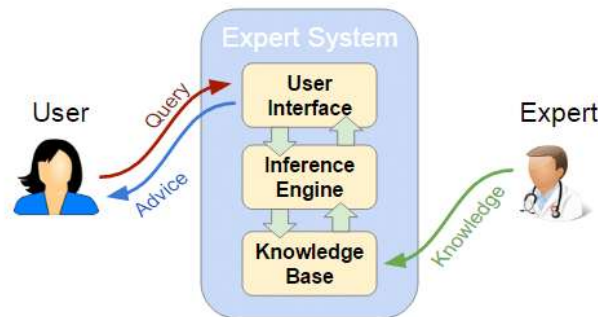 Expert System
User
Interface
Inference
Engine
Knowledge
Base
User
Query
Advice
Expert
Knowledge